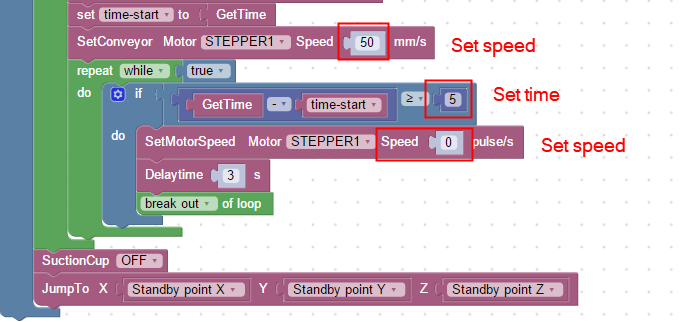 set time-start to GetTime
SetConveyor Motor STEPPER1 Speed 50 mm/s Set speed
repeat while true
do if GetTime - time-start ≥ 5 Set time
do SetMotorSpeed Motor STEPPER1 Speed 0 pulse/s Set speed
Delaytime 3 s
break out of loop
SuctionCup OFF
JumpTo X Standby point X Y Standby point Y Z Standby point Z